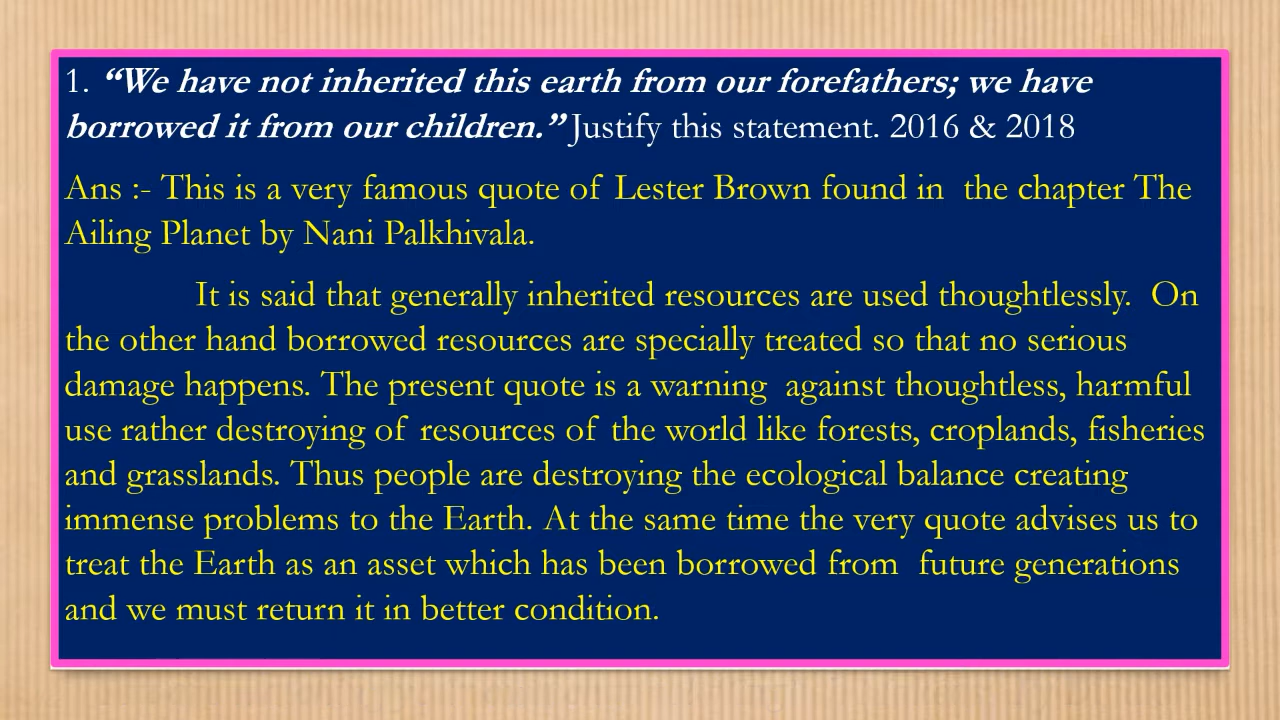 1. “We have not inherited this earth from our forefathers; we have
borrowed it from our children.” Justify this statement. 2016 & 2018
Ans :- This is a very famous quote of Lester Brown found in the chapter The
Ailing Planet by Nani Palkhivala.
It is said that generally inherited resources are used thoughtlessly. On
the other hand borrowed resources are specially treated so that no serious
damage happens. The present quote is a warning against thoughtless, harmful
use rather destroying of resources of the world like forests, croplands, fisheries
and grasslands. Thus people are destroying the ecological balance creating
immense problems to the Earth. At the same time the very quote advises us to
treat the Earth as an asset which has been borrowed from future generations
and we must return it in better condition.